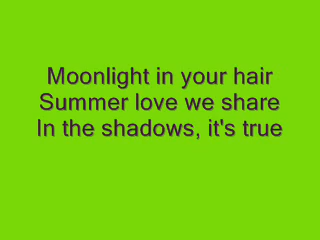 Moonlight in your hair
Summer love we share
In the shadows, it's true